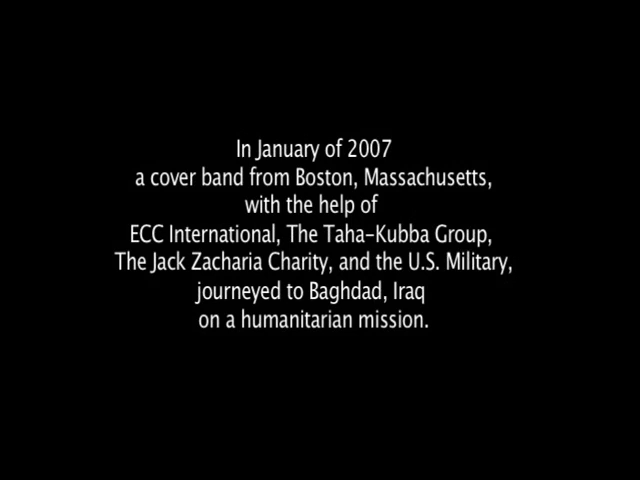 In January of 2007
a cover band from Boston, Massachusetts,
with the help of
ECC International, The Taha-Kubba Group,
The Jack Zacharia Charity, and the U.S. Military,
journeyed to Baghdad, Iraq
on a humanitarian mission.